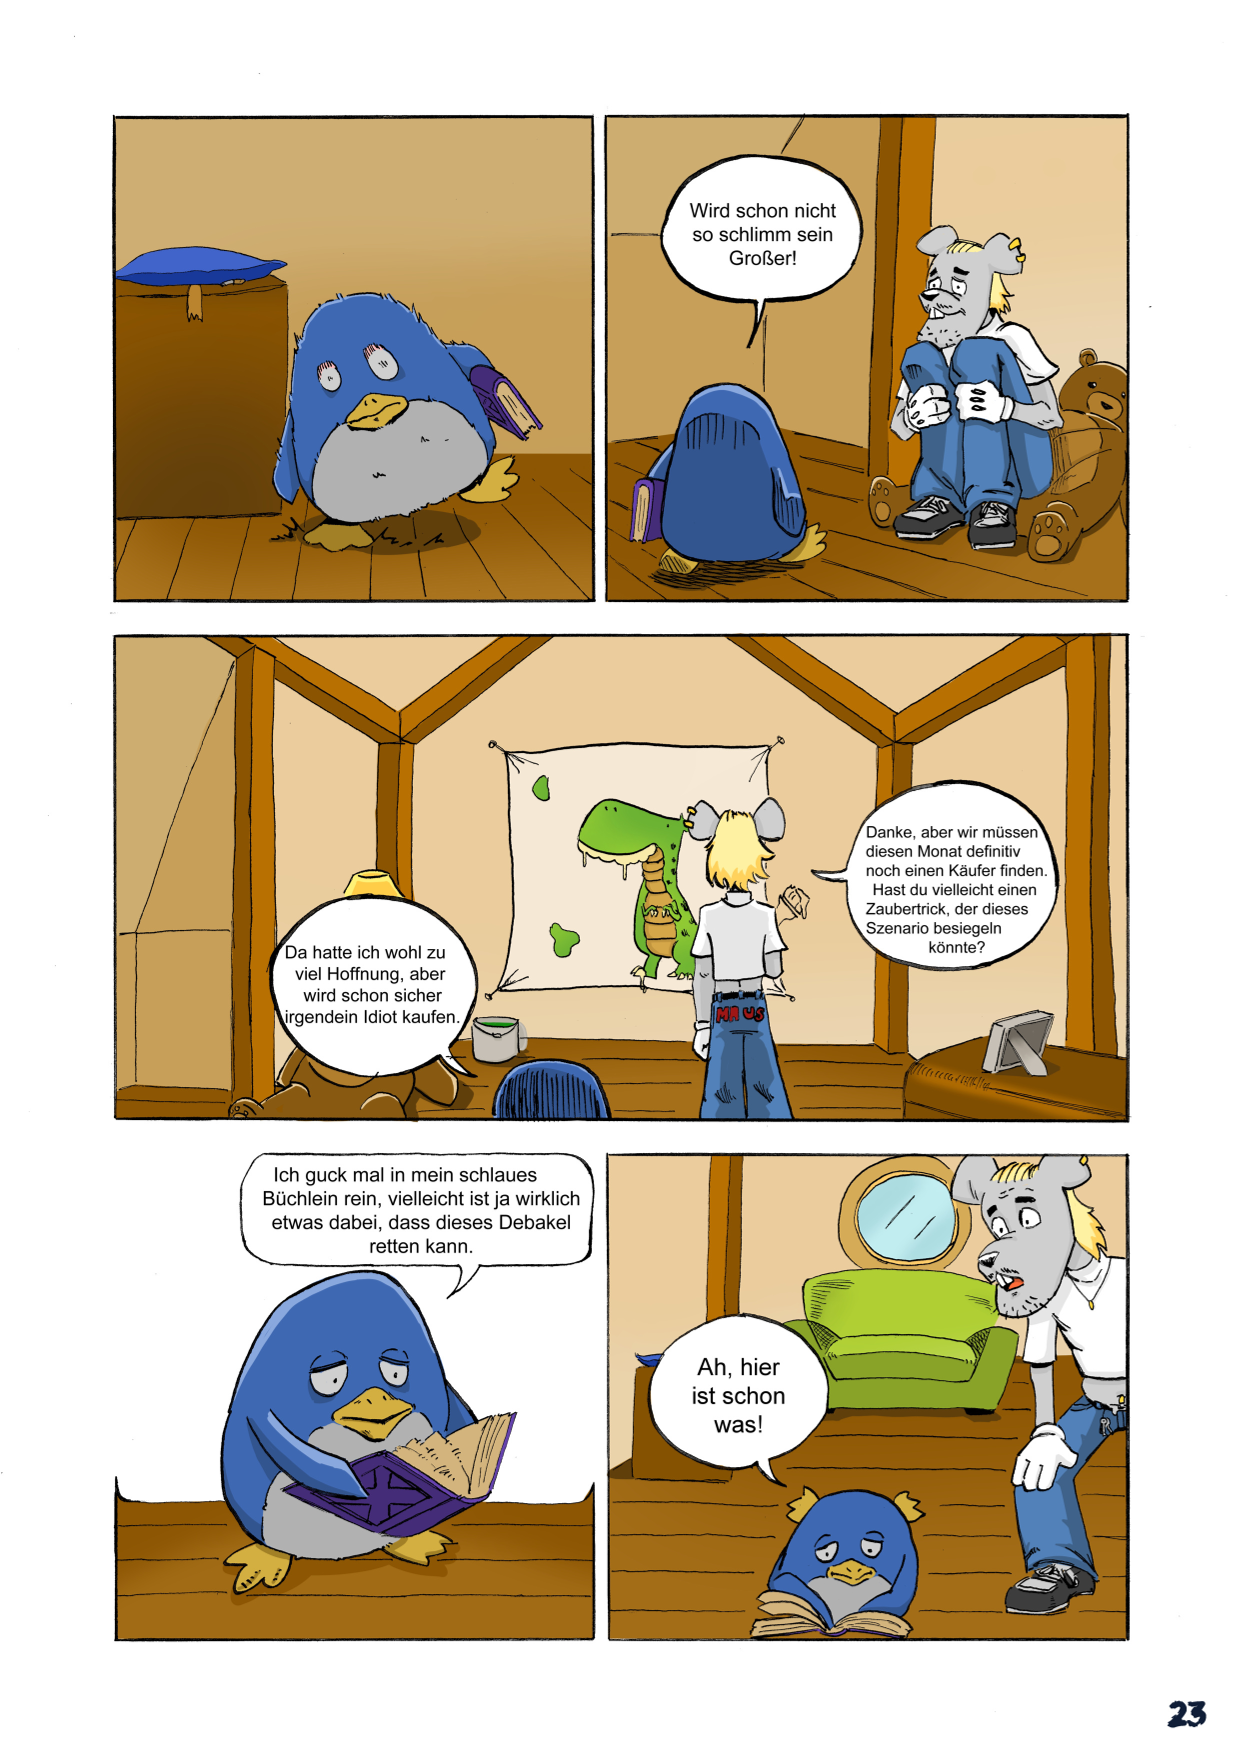 Wird schon nicht
so schlimm sein
Großer!
Da hatte ich wohl zu
viel Hoffnung, aber
wird schon sicher
irgendein Idiot kaufen.
Danke, aber wir müssen
diesen Monat definitiv
noch einen Käufer finden.
Hast du vielleicht einen
Zaubertrick, der dieses
Szenario besiegeln
könnte?
MAUS
Ich guck mal in mein schlaues
Büchlein rein, vielleicht ist ja wirklich
etwas dabei, dass dieses Debakel
retten kann.
Ah, hier
ist schon
was!
23